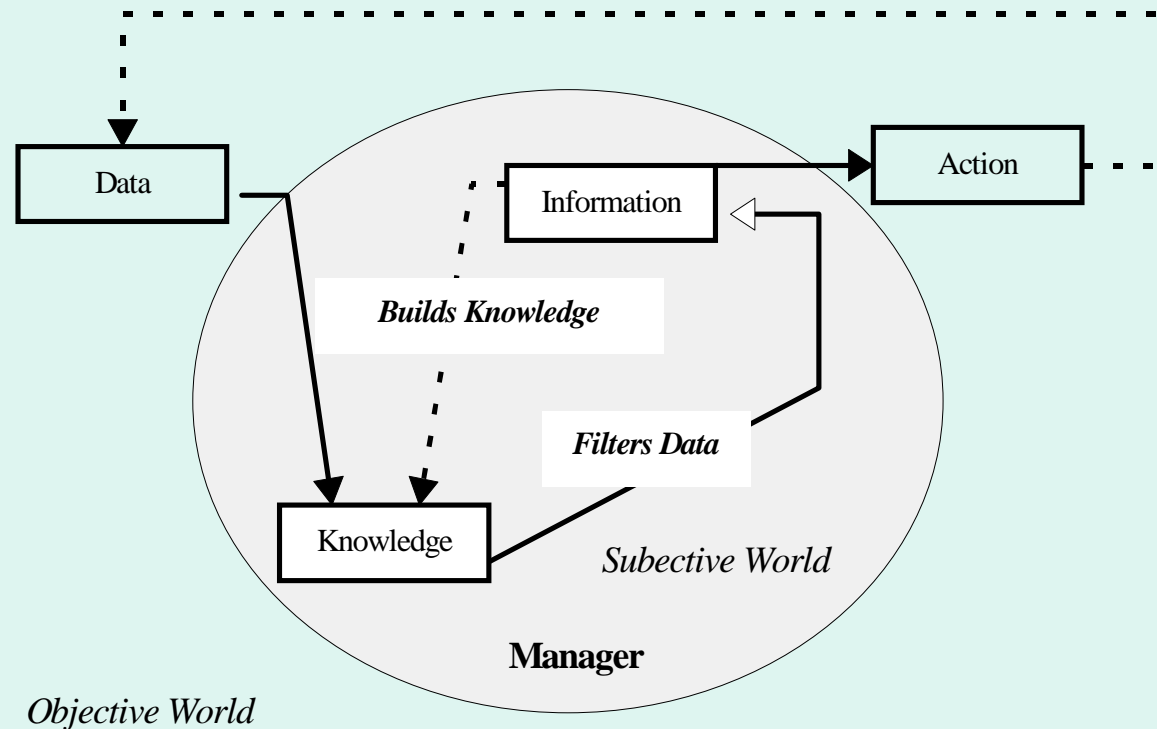 Data
Action
Information
Builds Knowledge
Filters Data
Knowledge
Subective World
Manager
Objective World